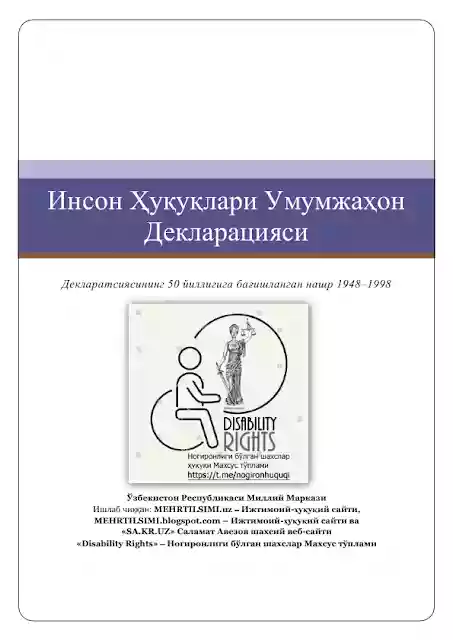 Инсон Ҳуқуқлари Умумжаҳон
Декларацияси
Декларатсиясининг 50 йиллигига бағишланган нашр 1948–1998
DISABILITY
RIGHTS
Ногиронлиги бўлган шахслар
ҳуқуқи Махсус тўплами
https://t.me/nogironhuquqi
Ўзбекистон Республикаси Миллий Маркази
Ишлаб чиққан: MEHRTILSIMI.uz – Ижтимоий-ҳуқуқий сайти,
MEHRTILSIMI.blogspot.com – Ижтимоий-ҳуқуқий сайти ва
«SA.KR.UZ» Саламат Авезов шахсий веб-сайти
«Disability Rights» – Ногиронлиги бўлган шахслар Махсус тўплами